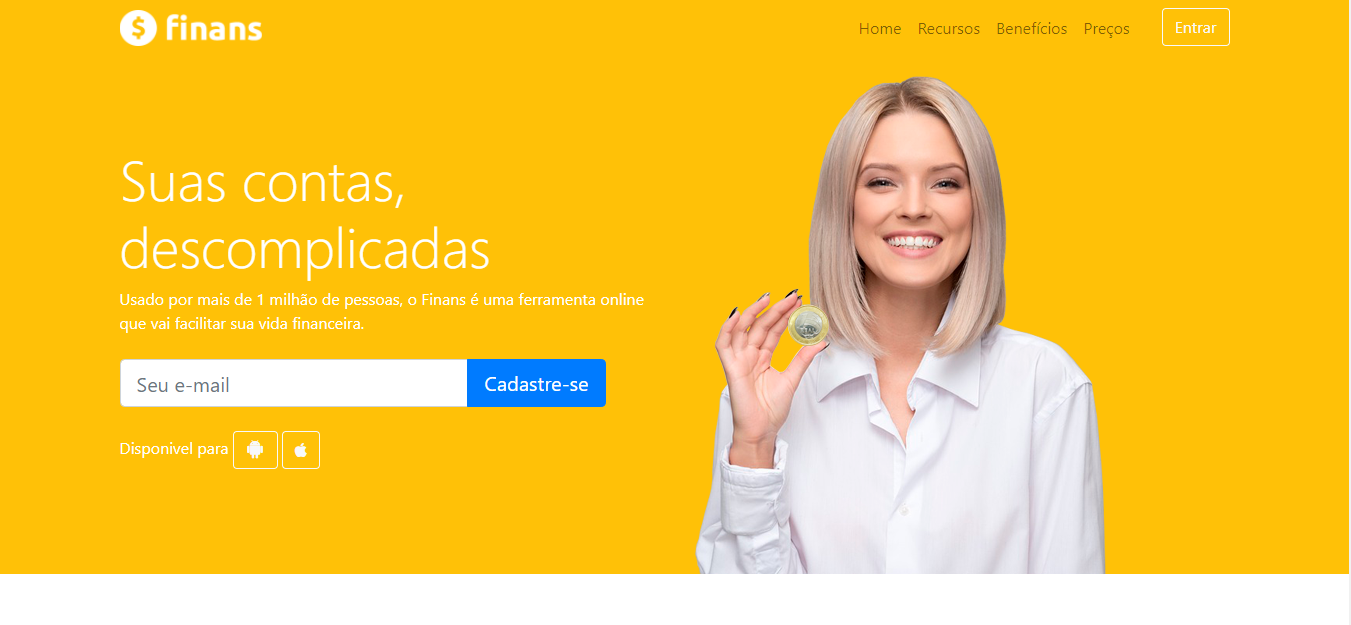 finans
Home Recursos Benefícios Preços Entrar
Suas contas,
descomplicadas
Usado por mais de 1 milhão de pessoas, o Finans é uma ferramenta online
que vai facilitar sua vida financeira.
Seu e-mail Cadastre-se
Disponivel para